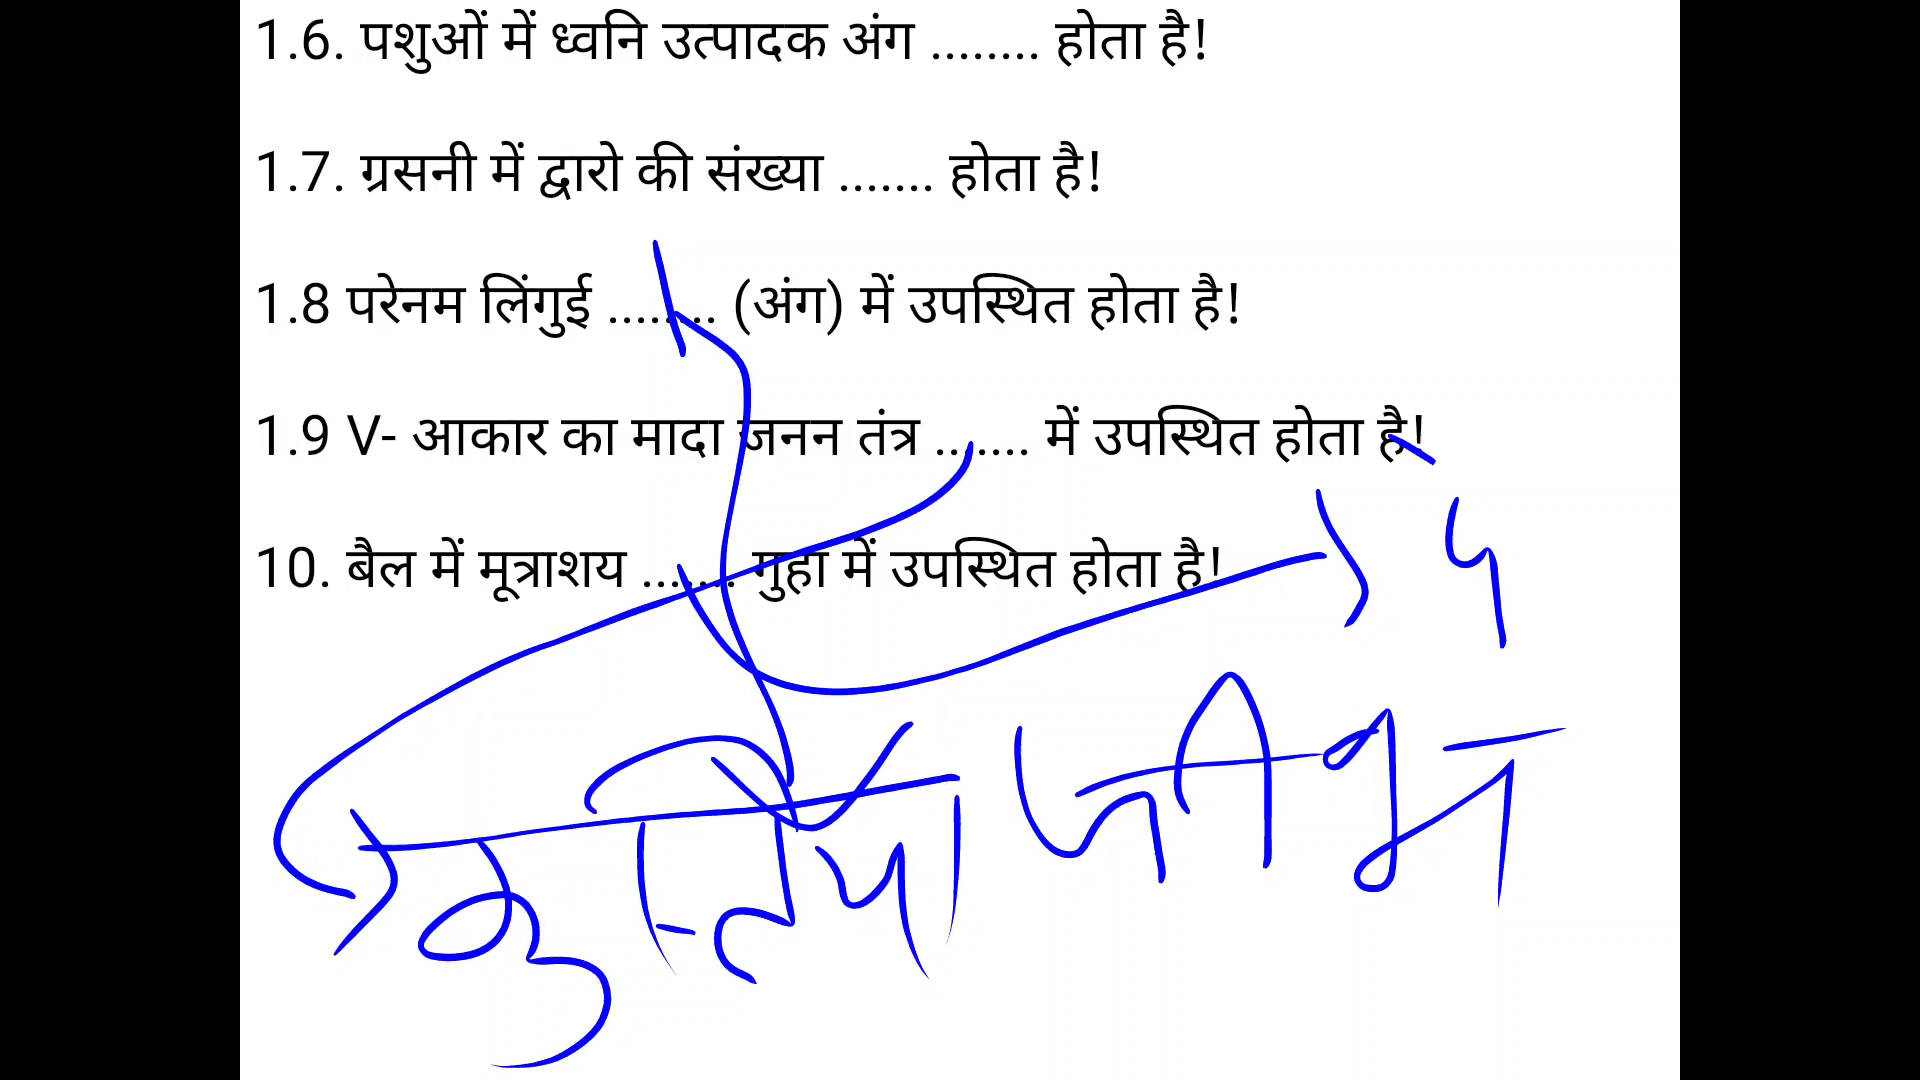 1.6. पशुओं में ध्वनि उत्पादक अंग ........ होता है!
1.7. ग्रसनी में द्वारो की संख्या ....... होता है!
1.8 परेनम लिंगुई ........ (अंग) में उपस्थित होता है!
1.9 V- आकार का मादा जनन तंत्र ....... में उपस्थित होता है!
10. बैल में मूत्राशय ....... गुहा में उपस्थित होता है!